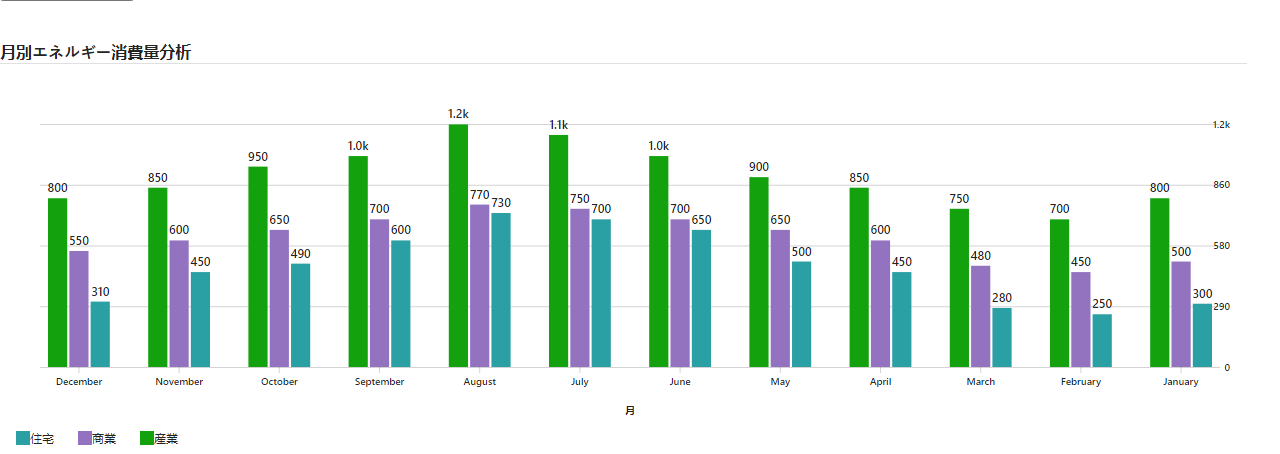 月別エネルギー消費量分析
1.2k
1.1k
1.2k
1.0k
1.0k
950
900
850
850
860
800
800
770
730
750
700
700
700
750
700
650
650
650
600
600
600
550
580
490
500
480
500
450
450
450
310
280
250
300
290
0
December
November
October
September
August
July
June
May
April
March
February
January
月
住宅
商業
産業